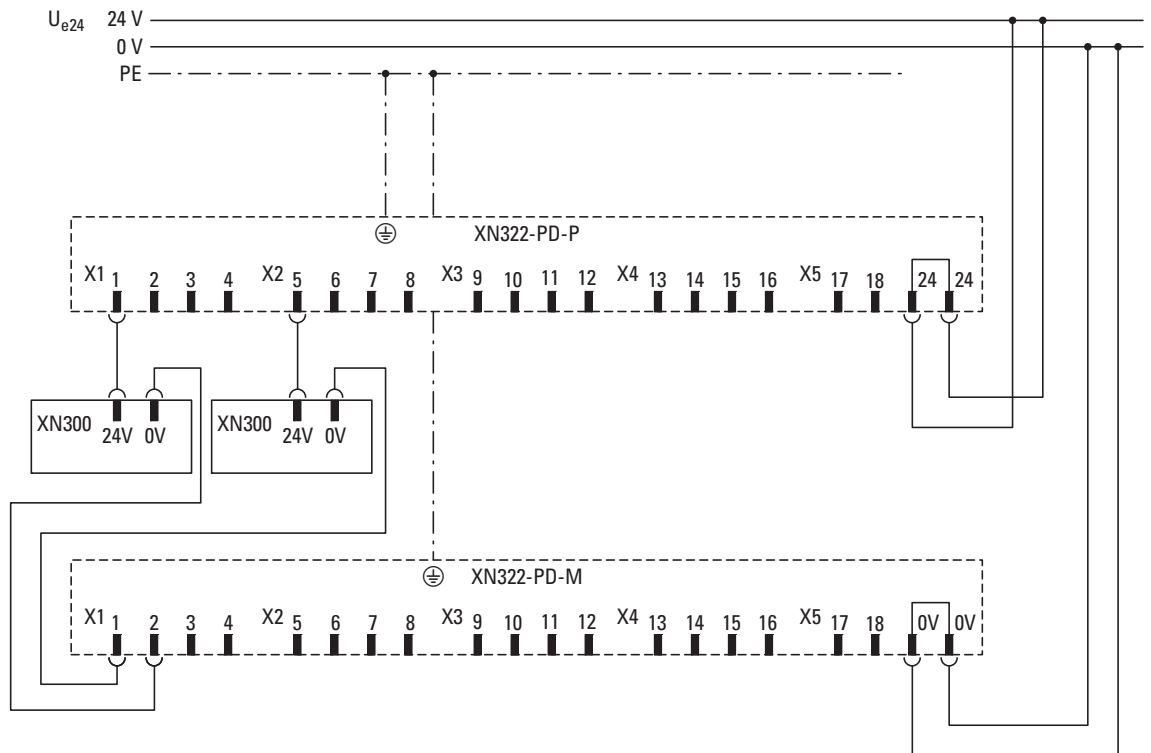 Ue24 24 V
0 V
PE
XN322-PD-P
X1 1 2 3 4 X2 5 6 7 8 X3 9 10 11 12 X4 13 14 15 16 X5 17 18 24 24
XN300 24V 0V XN300 24V 0V
XN322-PD-M
X1 1 2 3 4 X2 5 6 7 8 X3 9 10 11 12 X4 13 14 15 16 X5 17 18 0V 0V